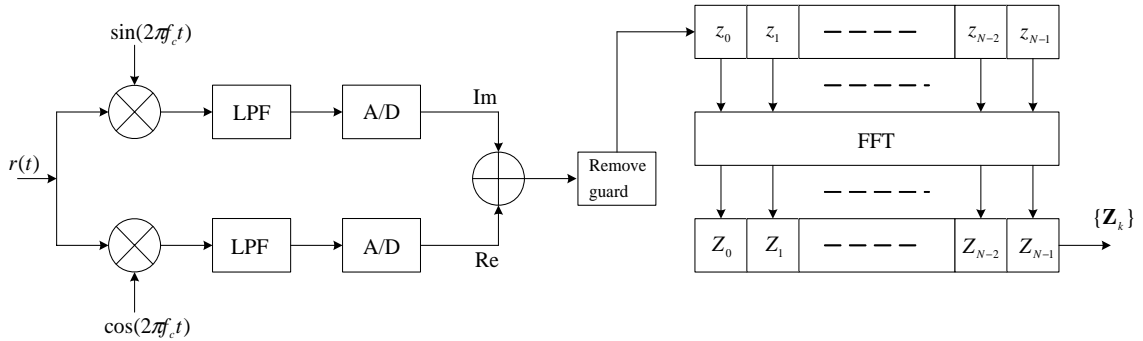 sin(2πf_c t)
LPF
A/D
Im
r(t)
LPF
A/D
Re
cos(2πf_c t)
Remove
guard
z_0 z_1 z_{N-2} z_{N-1}
FFT
Z_0 Z_1 Z_{N-2} Z_{N-1}
{Z_k}